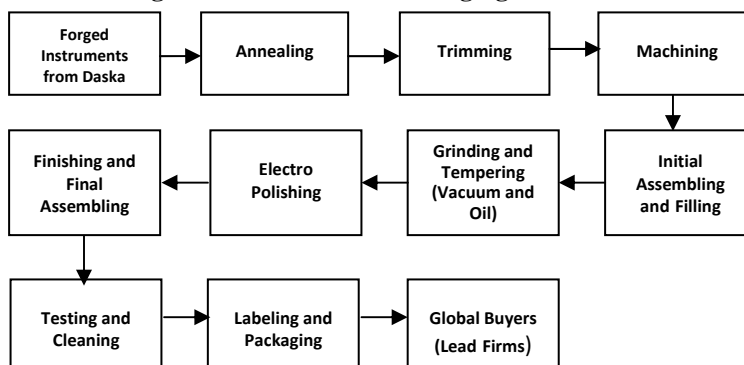 Forged
Instruments
from Daska
Annealing
Trimming
Machining
Finishing and
Final
Assembling
Electro
Polishing
Grinding and
Tempering
(Vacuum and
Oil)
Initial
Assembling
and Filling
Testing and
Cleaning
Labeling and
Packaging
Global Buyers
(Lead Firms)